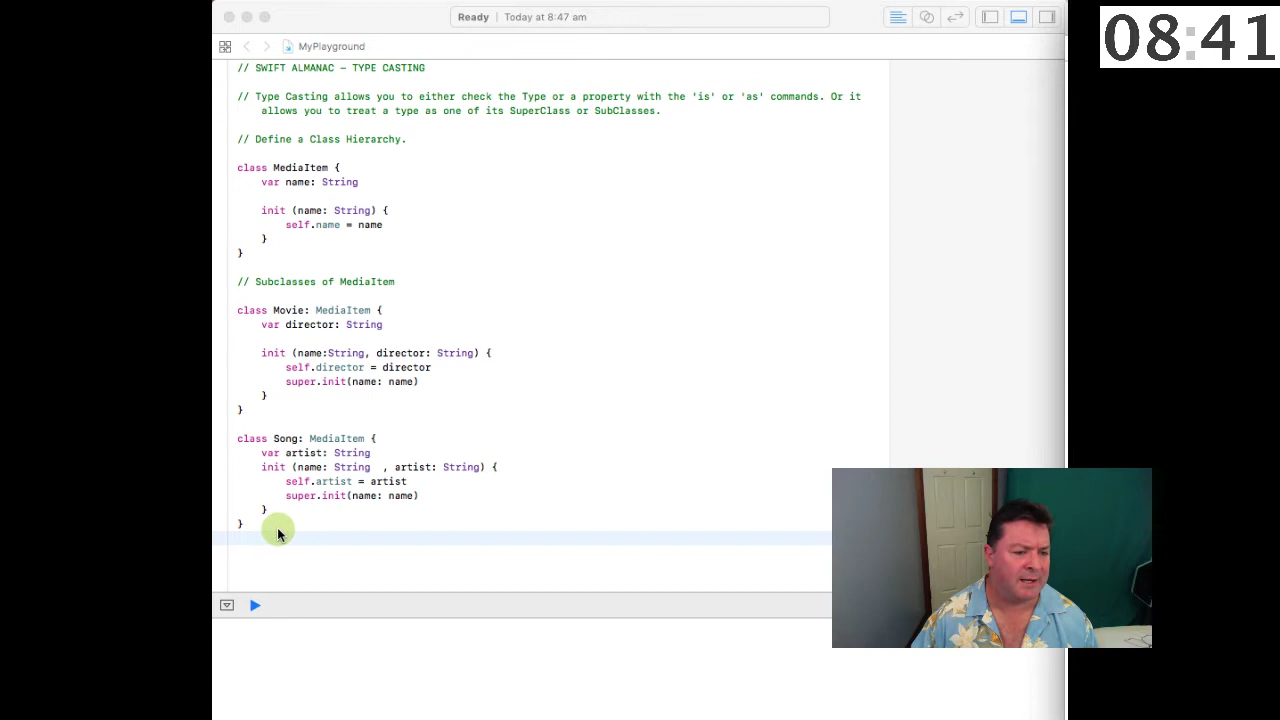 Ready | Today at 8:47 am
08:41
MyPlayground
// SWIFT ALMANAC – TYPE CASTING
// Type Casting allows you to either check the Type or a property with the 'is' or 'as' commands. Or it
allows you to treat a type as one of its SuperClass or SubClasses.
// Define a Class Hierarchy.
class MediaItem {
var name: String
init (name: String) {
self.name = name
}
}
// Subclasses of MediaItem
class Movie: MediaItem {
var director: String
init (name:String, director: String) {
self.director = director
super.init(name: name)
}
}
class Song: MediaItem {
var artist: String
init (name: String  , artist: String) {
self.artist = artist
super.init(name: name)
}
}